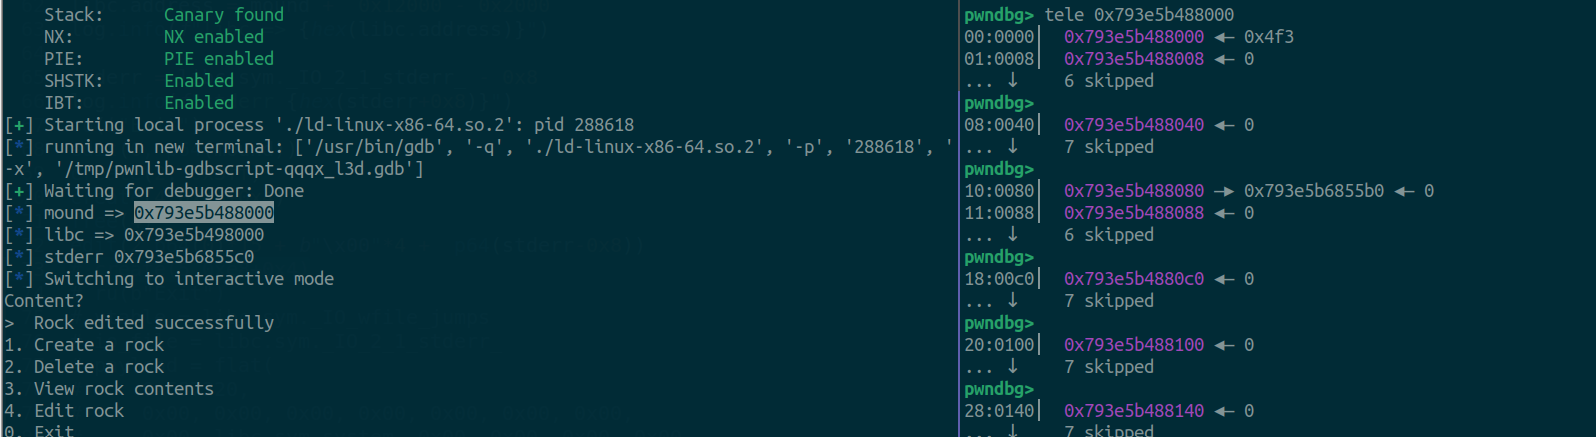 Stack:      Canary found
NX:         NX enabled
PIE:        PIE enabled
SHSTK:      Enabled
IBT:        Enabled
[+] Starting local process './ld-linux-x86-64.so.2': pid 288618
[*] running in new terminal: ['/usr/bin/gdb', '-q', './ld-linux-x86-64.so.2', '-p', '288618', '
-x', '/tmp/pwnlib-gdbscript-qqqx_l3d.gdb']
[+] Waiting for debugger: Done
[*] mound => 0x793e5b488000
[*] libc => 0x793e5b498000
[*] stderr 0x793e5b6855c0
[*] Switching to interactive mode
Content?
>  Rock edited successfully
1. Create a rock
2. Delete a rock
3. View rock contents
4. Edit rock
0. Exit
pwndbg> tele 0x793e5b488000
00:0000│  0x793e5b488000 ◂— 0x4f3
01:0008│  0x793e5b488008 ◂— 0
... ↓     6 skipped
pwndbg>
08:0040│  0x793e5b488040 ◂— 0
... ↓     7 skipped
pwndbg>
10:0080│  0x793e5b488080 —▸ 0x793e5b6855b0 ◂— 0
11:0088│  0x793e5b488088 ◂— 0
... ↓     6 skipped
pwndbg>
18:00c0│  0x793e5b4880c0 ◂— 0
... ↓     7 skipped
pwndbg>
20:0100│  0x793e5b488100 ◂— 0
... ↓     7 skipped
pwndbg>
28:0140│  0x793e5b488140 ◂— 0
... ↓     7 skipped